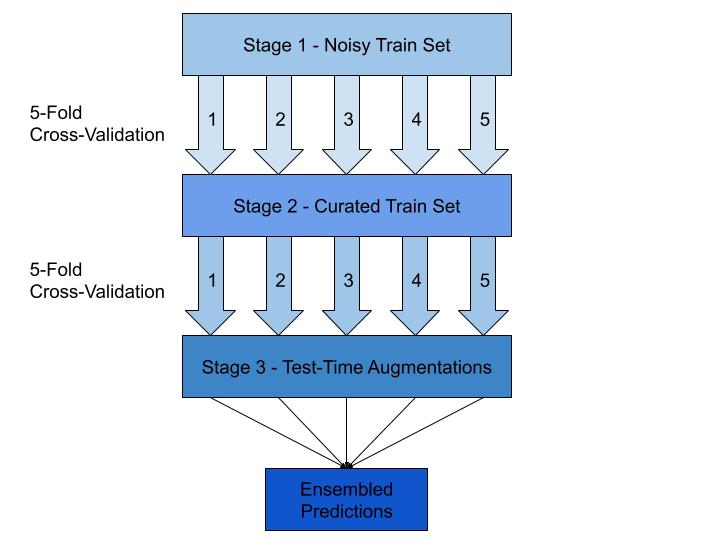 Stage 1 - Noisy Train Set
5-Fold
Cross-Validation
1 2 3 4 5
Stage 2 - Curated Train Set
5-Fold
Cross-Validation
1 2 3 4 5
Stage 3 - Test-Time Augmentations
Ensembled
Predictions